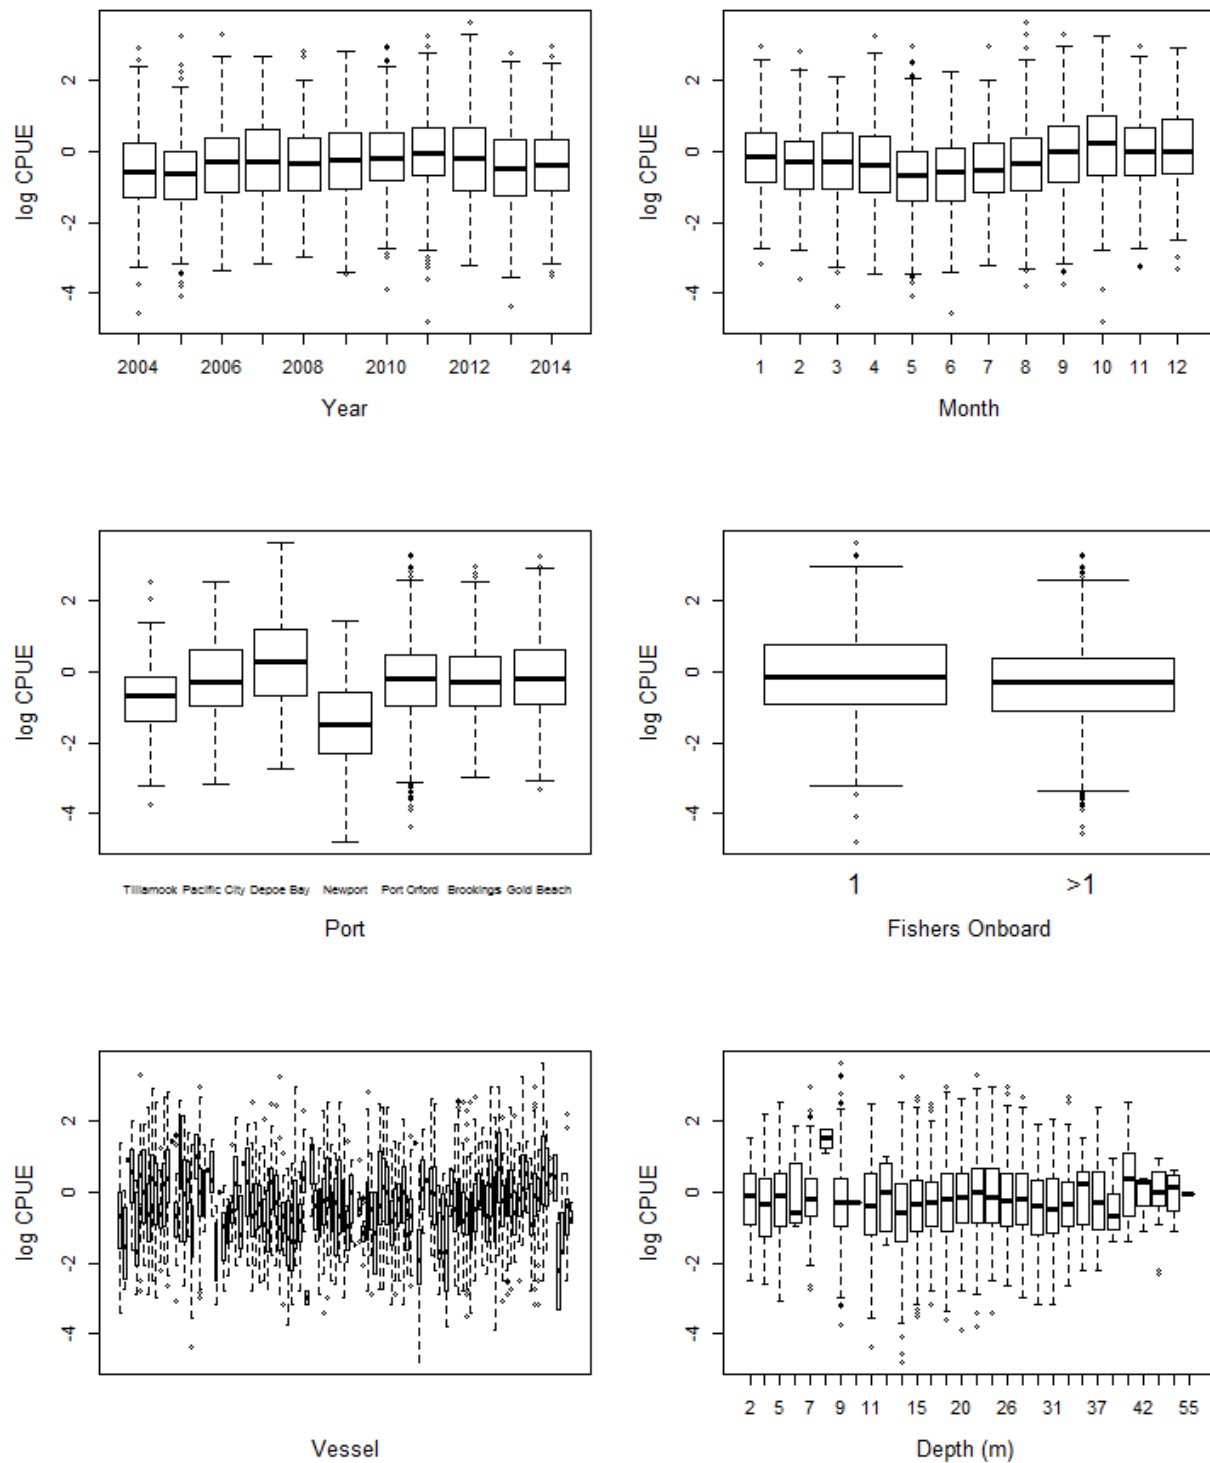 log CPUE
2
0
-2
-4
2004 2006 2008 2010 2012 2014
Year
log CPUE
2
0
-2
-4
1 2 3 4 5 6 7 8 9 10 11 12
Month
log CPUE
2
0
-2
-4
Tillamook Pacific City Depoe Bay Newport Port Orford Brookings Gold Beach
Port
log CPUE
2
0
-2
-4
1 >1
Fishers Onboard
log CPUE
2
0
-2
-4
Vessel
log CPUE
2
0
-2
-4
2 5 7 9 11 15 20 26 31 37 42 55
Depth (m)